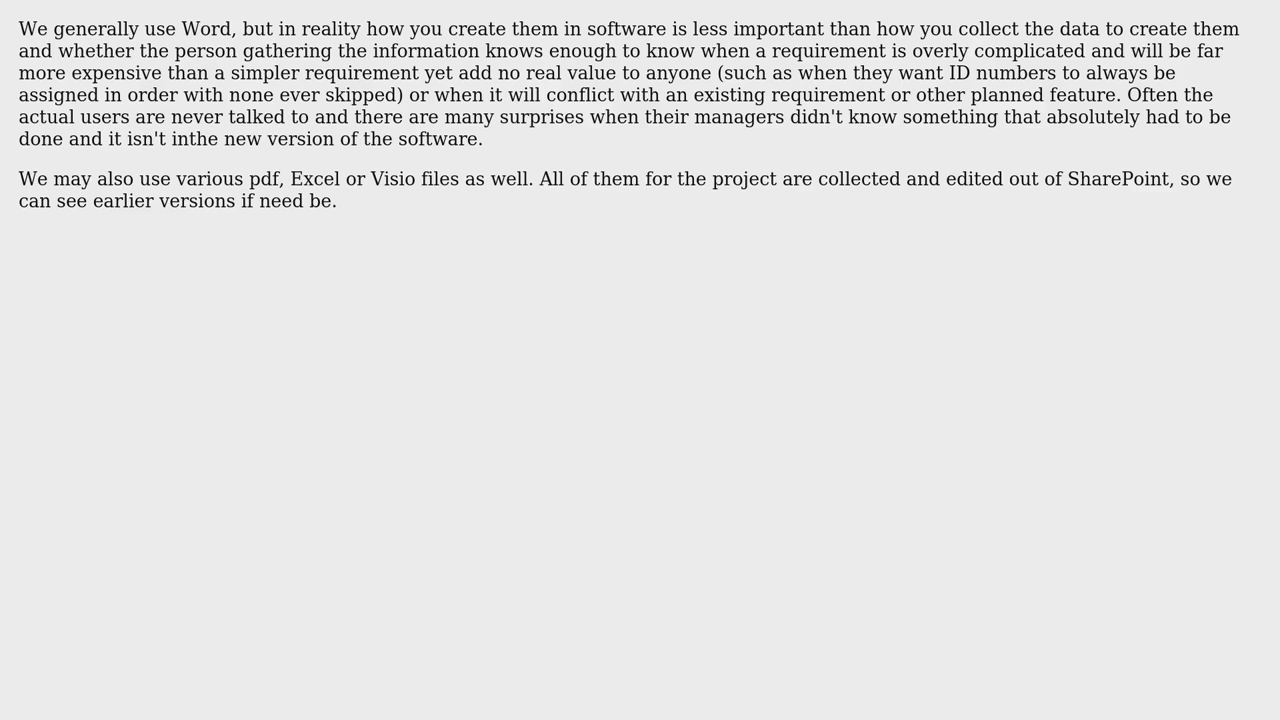 We generally use Word, but in reality how you create them in software is less important than how you collect the data to create them
and whether the person gathering the information knows enough to know when a requirement is overly complicated and will be far
more expensive than a simpler requirement yet add no real value to anyone (such as when they want ID numbers to always be
assigned in order with none ever skipped) or when it will conflict with an existing requirement or other planned feature. Often the
actual users are never talked to and there are many surprises when their managers didn't know something that absolutely had to be
done and it isn't inthe new version of the software.
We may also use various pdf, Excel or Visio files as well. All of them for the project are collected and edited out of SharePoint, so we
can see earlier versions if need be.